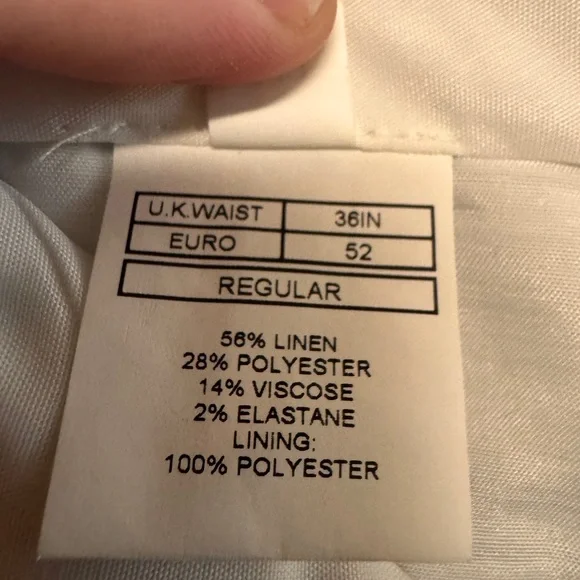 U.K.WAIST 36IN
EURO 52
REGULAR
56% LINEN
28% POLYESTER
14% VISCOSE
2% ELASTANE
LINING:
100% POLYESTER